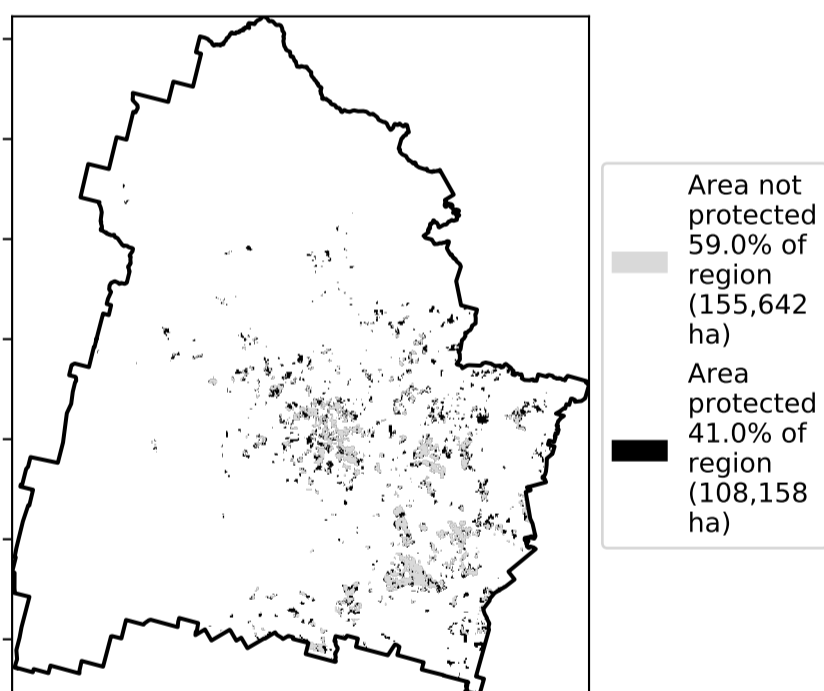 Area not
protected
59.0% of
region
(155,642
ha)
Area
protected
41.0% of
region
(108,158
ha)